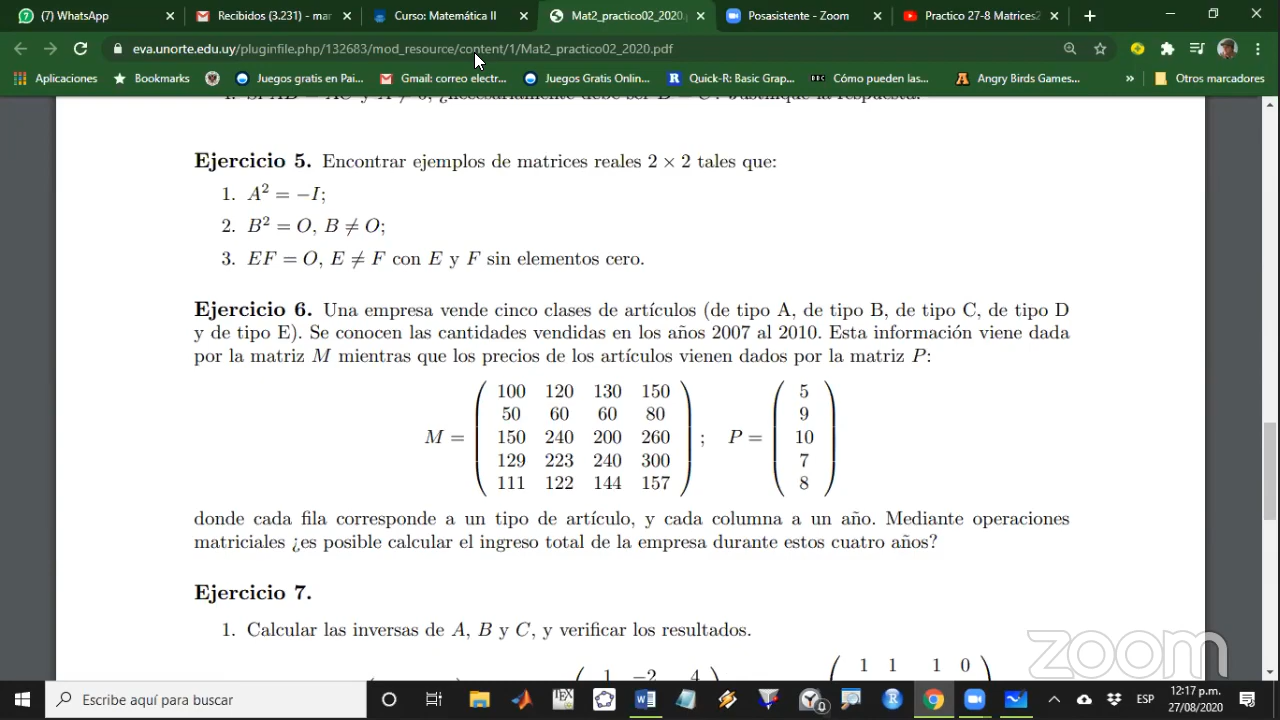 (7) WhatsApp
Recibidos (3.231) - mar
Curso: Matemática II
Mat2_practico02_2020.p
Posasistente - Zoom
Practico 27-8 Matrices2
eva.unorte.edu.uy/pluginfile.php/132683/mod_resource/content/1/Mat2_practico02_2020.pdf
Aplicaciones
Bookmarks
Juegos gratis en Pai...
Gmail: correo electr...
Juegos Gratis Onlin...
Quick-R: Basic Grap...
Cómo pueden las...
Angry Birds Games...
»
Otros marcadores
Ejercicio 5. Encontrar ejemplos de matrices reales 2 × 2 tales que:
1. A² = −I;
2. B² = O, B ≠ O;
3. EF = O, E ≠ F con E y F sin elementos cero.
Ejercicio 6. Una empresa vende cinco clases de artículos (de tipo A, de tipo B, de tipo C, de tipo D
y de tipo E). Se conocen las cantidades vendidas en los años 2007 al 2010. Esta información viene dada
por la matriz M mientras que los precios de los artículos vienen dados por la matriz P:
100 120 130 150 5
50 60 60 80 9
M = 150 240 200 260 ; P = 10
129 223 240 300 7
111 122 144 157 8
donde cada fila corresponde a un tipo de artículo, y cada columna a un año. Mediante operaciones
matriciales ¿es posible calcular el ingreso total de la empresa durante estos cuatro años?
Ejercicio 7.
1. Calcular las inversas de A, B y C, y verificar los resultados.
1 −2 4
1 1 1 0
zoom
Escribe aquí para buscar
ESP
12:17 p.m.
27/08/2020